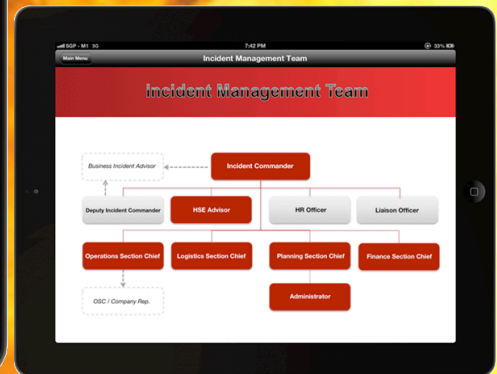 SGP - M1 3G 7:42 PM 33%
Main Menu Incident Management Team
Incident Management Team
Business Incident Advisor Incident Commander
Deputy Incident Commander HSE Advisor HR Officer Liaison Officer
Operations Section Chief Logistics Section Chief Planning Section Chief Finance Section Chief
OSC / Company Rep. Administrator